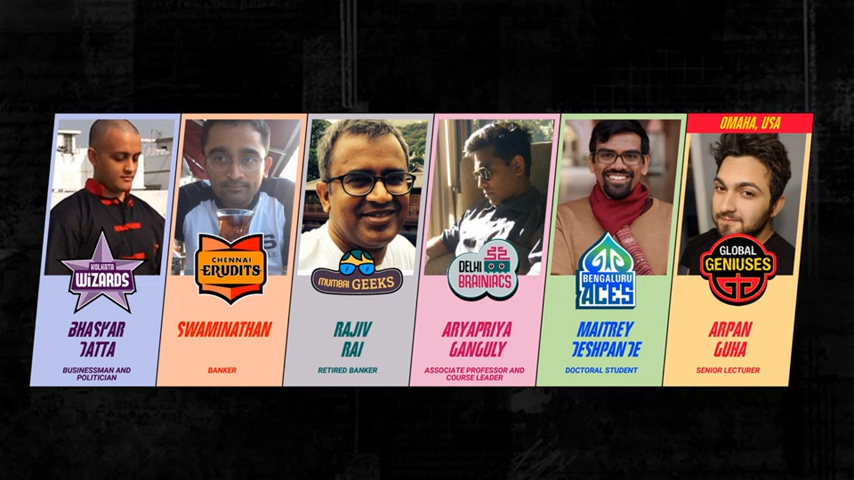 OMAHA, USA
KOLKATA
WIZARDS
BHASKAR
DATTA
BUSINESSMAN AND
POLITICIAN
CHENNAI
ERUDITS
SWAMINATHAN
BANKER
MUMBAI GEEKS
RAJIV
RAI
RETIRED BANKER
DELHI
BRAINIACS
ARYAPRIYA
GANGULY
ASSOCIATE PROFESSOR AND
COURSE LEADER
BENGALURU
ACES
MAITREY
DESHPANDE
DOCTORAL STUDENT
GLOBAL
GENIUSES
ARPAN
GUHA
SENIOR LECTURER